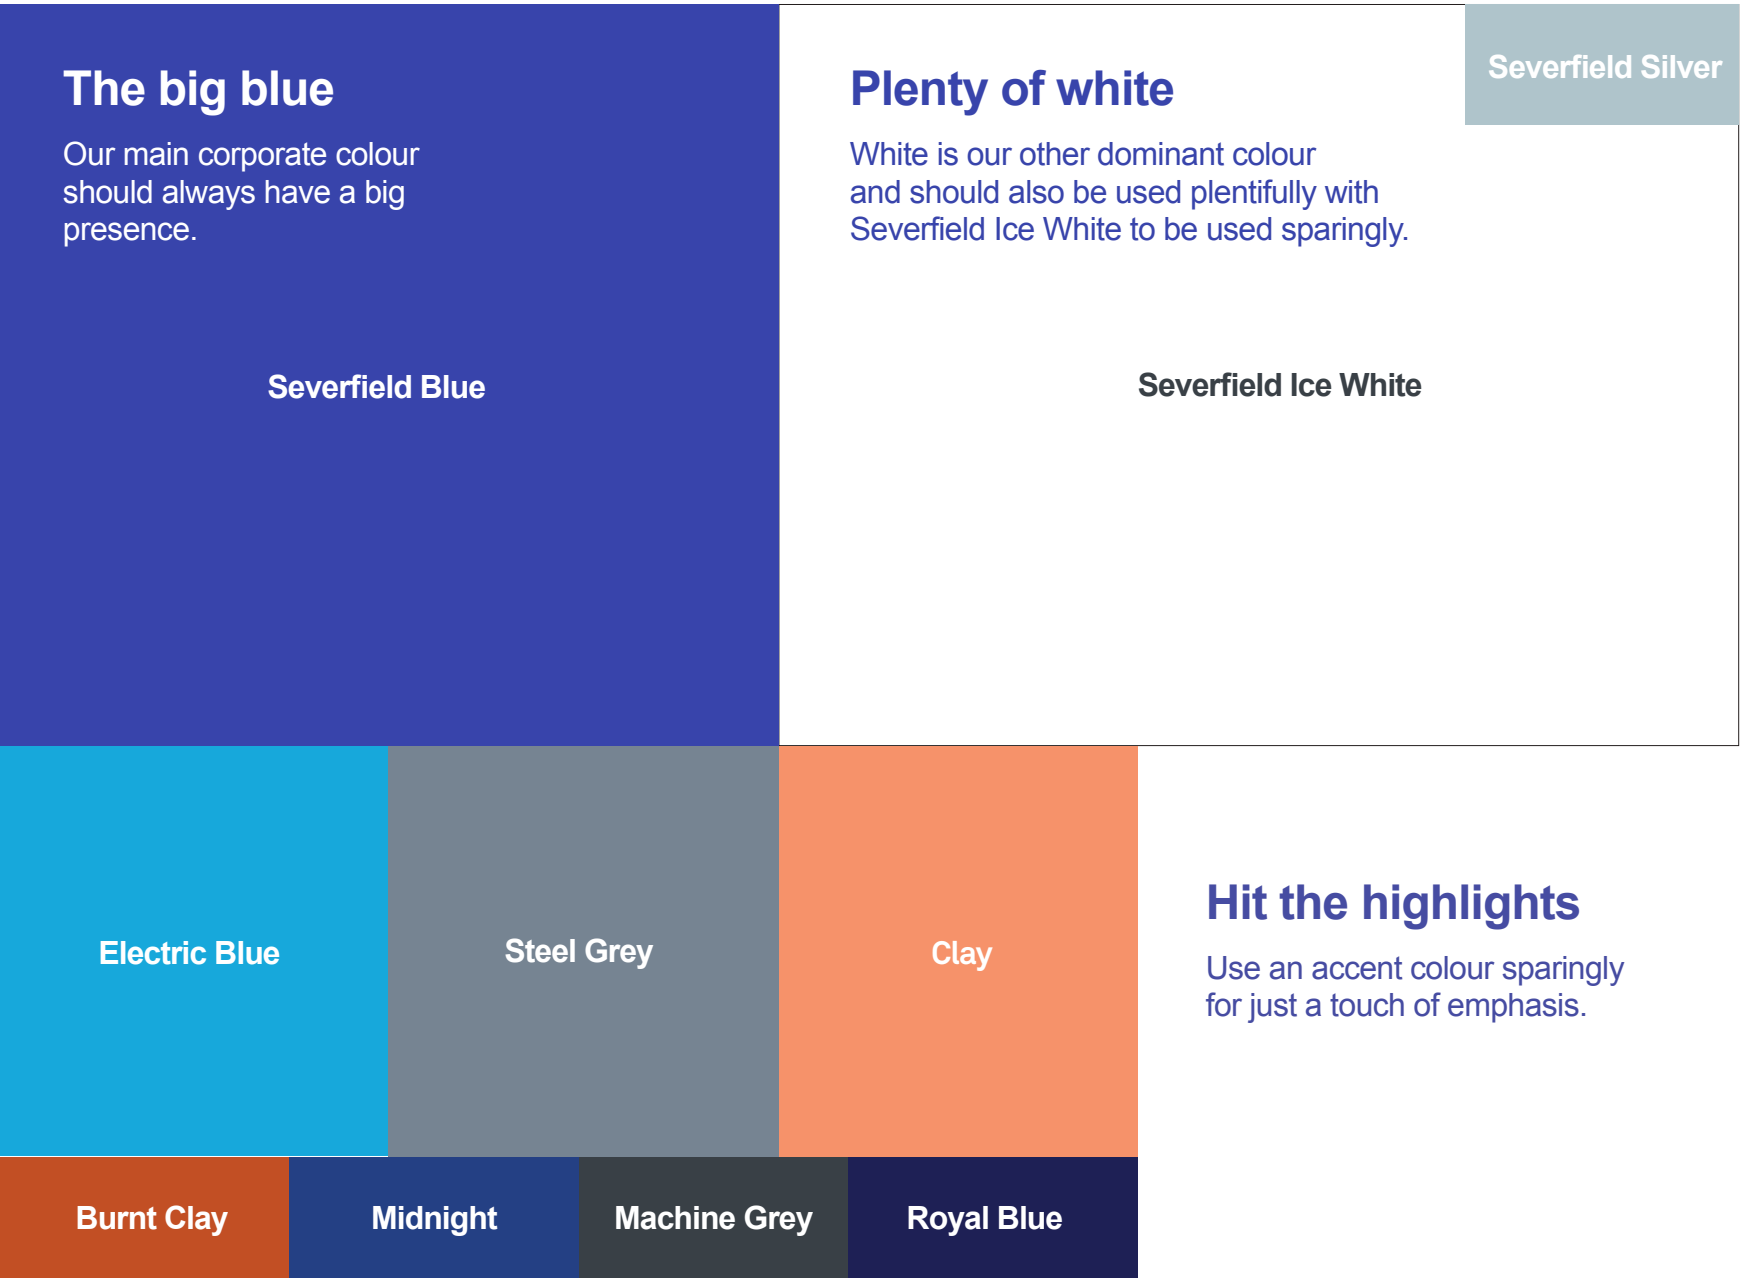 The big blue
Our main corporate colour
should always have a big
presence.
Severfield Blue
Plenty of white
White is our other dominant colour
and should also be used plentifully with
Severfield Ice White to be used sparingly.
Severfield Ice White
Severfield Silver
Electric Blue
Steel Grey
Clay
Hit the highlights
Use an accent colour sparingly
for just a touch of emphasis.
Burnt Clay
Midnight
Machine Grey
Royal Blue